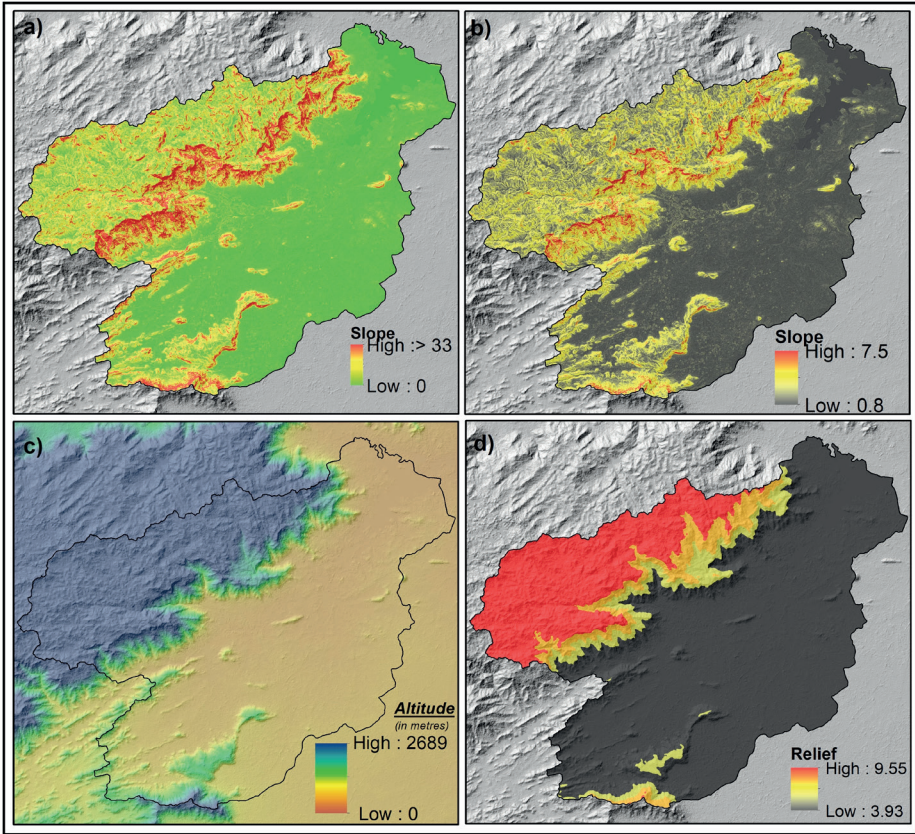 a)
Slope
High :> 33
Low : 0
b)
Slope
High : 7.5
Low : 0.8
c)
Altitude
(in metres)
High : 2689
Low : 0
d)
Relief
High : 9.55
Low : 3.93